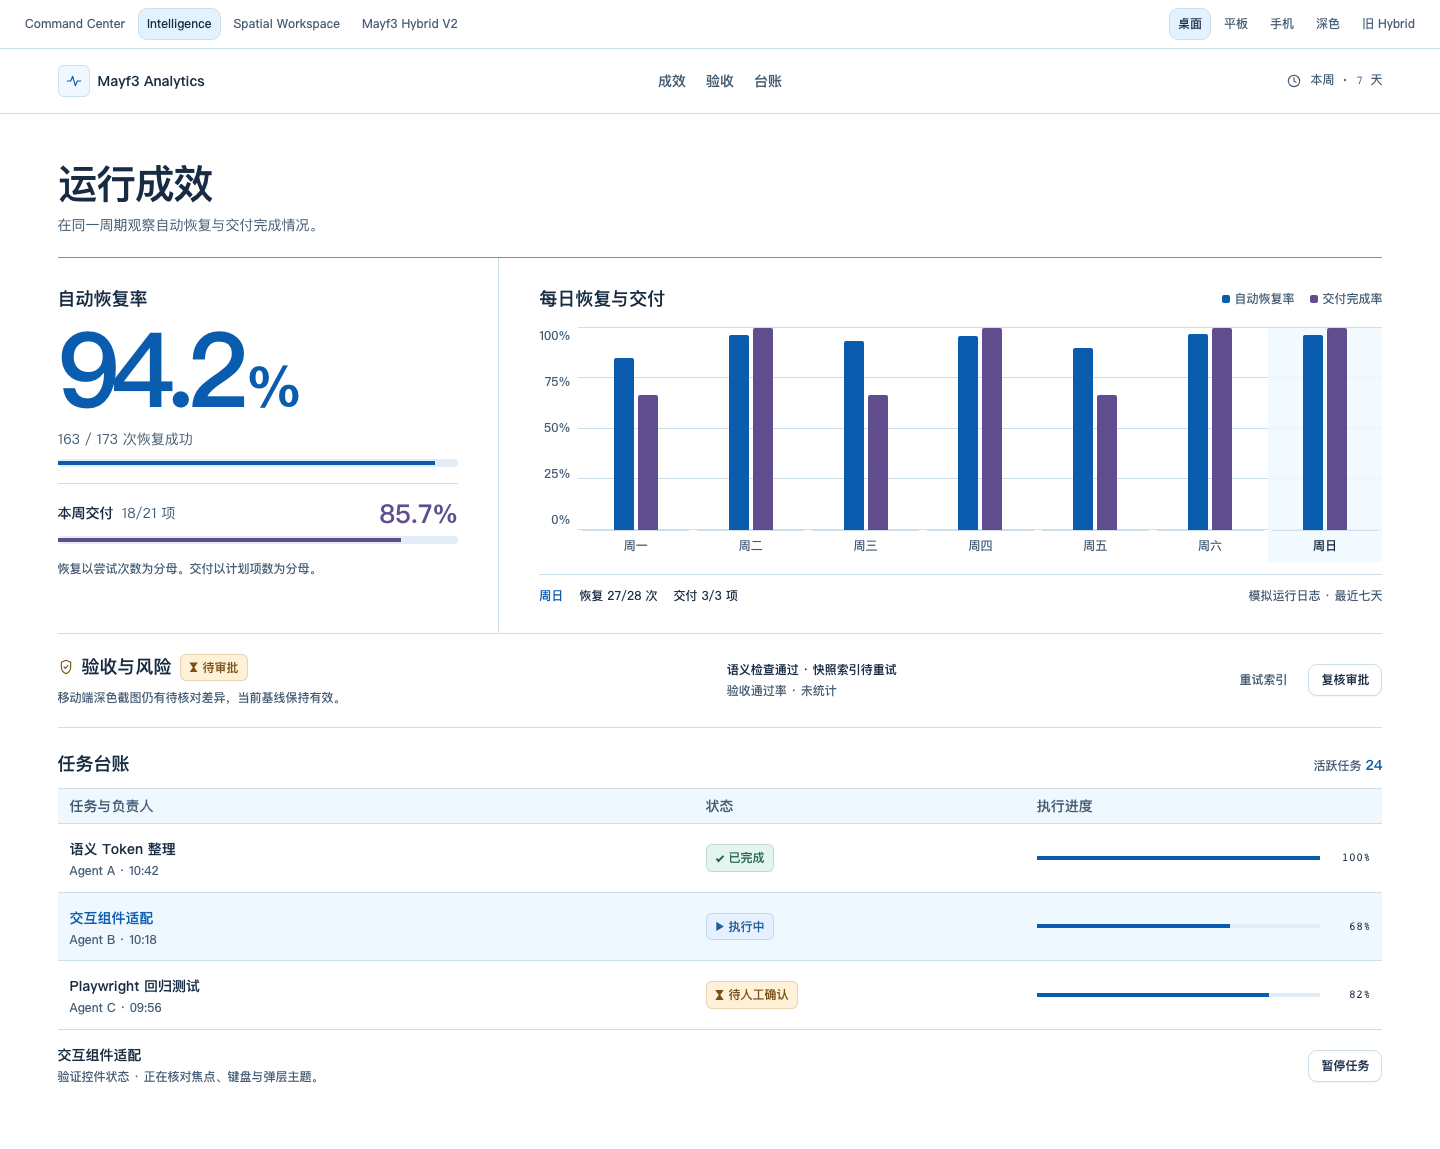 Command Center Intelligence Spatial Workspace Mayf3 Hybrid V2 桌面 平板 手机 深色 旧 Hybrid
Mayf3 Analytics 成效 验收 台账 本周 · 7 天
运行成效
在同一周期观察自动恢复与交付完成情况。
自动恢复率
94.2%
163 / 173 次恢复成功
本周交付 18/21 项 85.7%
恢复以尝试次数为分母。交付以计划项数为分母。
每日恢复与交付 自动恢复率 交付完成率
100%
75%
50%
25%
0%
周一 周二 周三 周四 周五 周六 周日
周日 恢复 27/28 次 交付 3/3 项 模拟运行日志 · 最近七天
验收与风险 待审批
移动端深色截图仍有待核对差异，当前基线保持有效。
语义检查通过 · 快照索引待重试
验收通过率 · 未统计
重试索引 复核审批
任务台账 活跃任务 24
任务与负责人 状态 执行进度
语义 Token 整理
Agent A · 10:42
已完成 100%
交互组件适配
Agent B · 10:18
执行中 68%
Playwright 回归测试
Agent C · 09:56
待人工确认 82%
交互组件适配
验证控件状态 · 正在核对焦点、键盘与弹层主题。
暂停任务